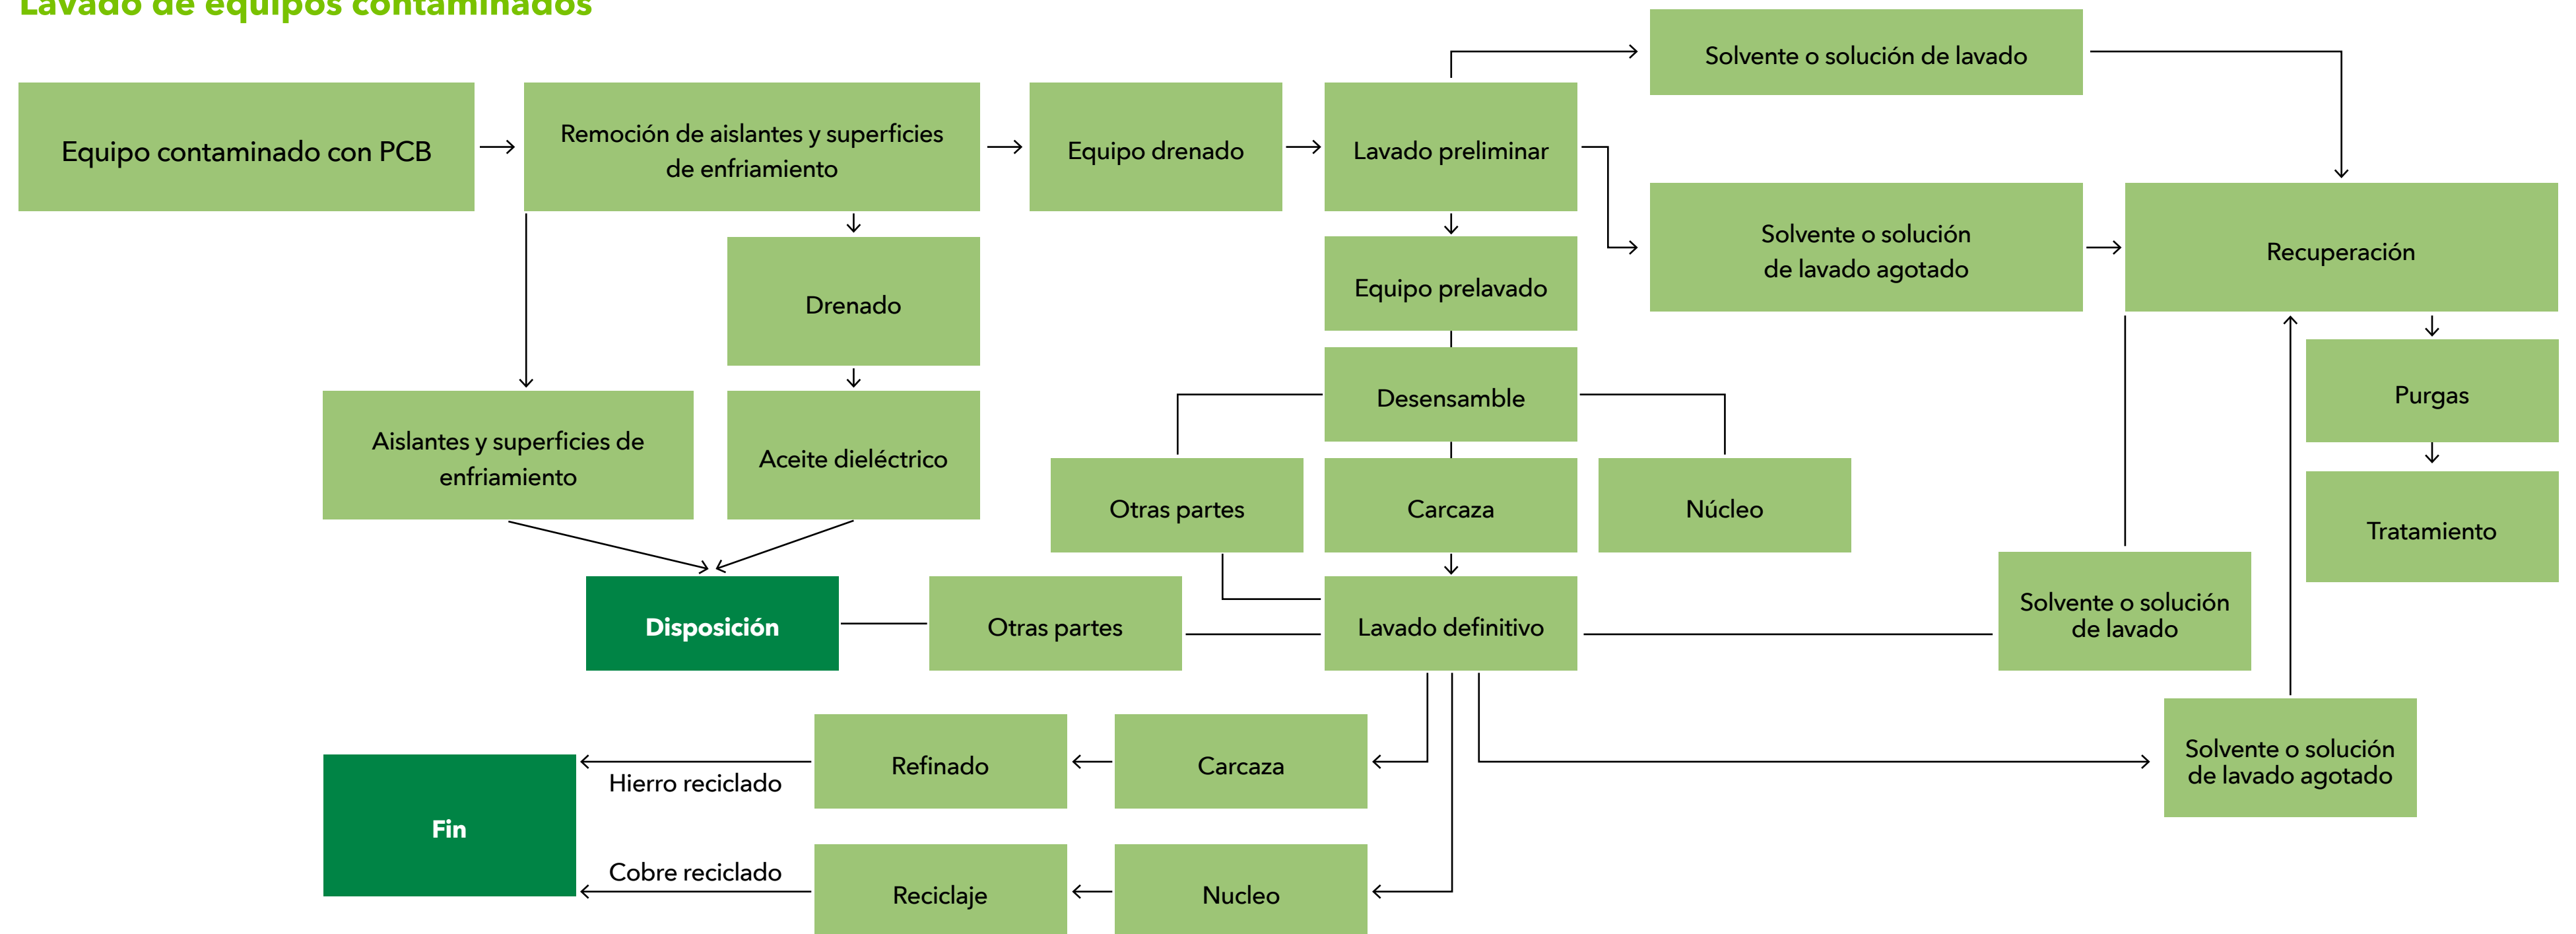 Lavado de equipos contaminados
Solvente o solución de lavado
Equipo contaminado con PCB
Remoción de aislantes y superficies
de enfriamiento
Equipo drenado
Lavado preliminar
Solvente o solución
de lavado agotado
Recuperación
Drenado
Equipo prelavado
Desensamble
Purgas
Aislantes y superficies de
enfriamiento
Aceite dieléctrico
Otras partes
Carcaza
Núcleo
Tratamiento
Disposición
Otras partes
Lavado definitivo
Solvente o solución
de lavado
Solvente o solución
de lavado agotado
Fin
Hierro reciclado
Refinado
Carcaza
Cobre reciclado
Reciclaje
Nucleo